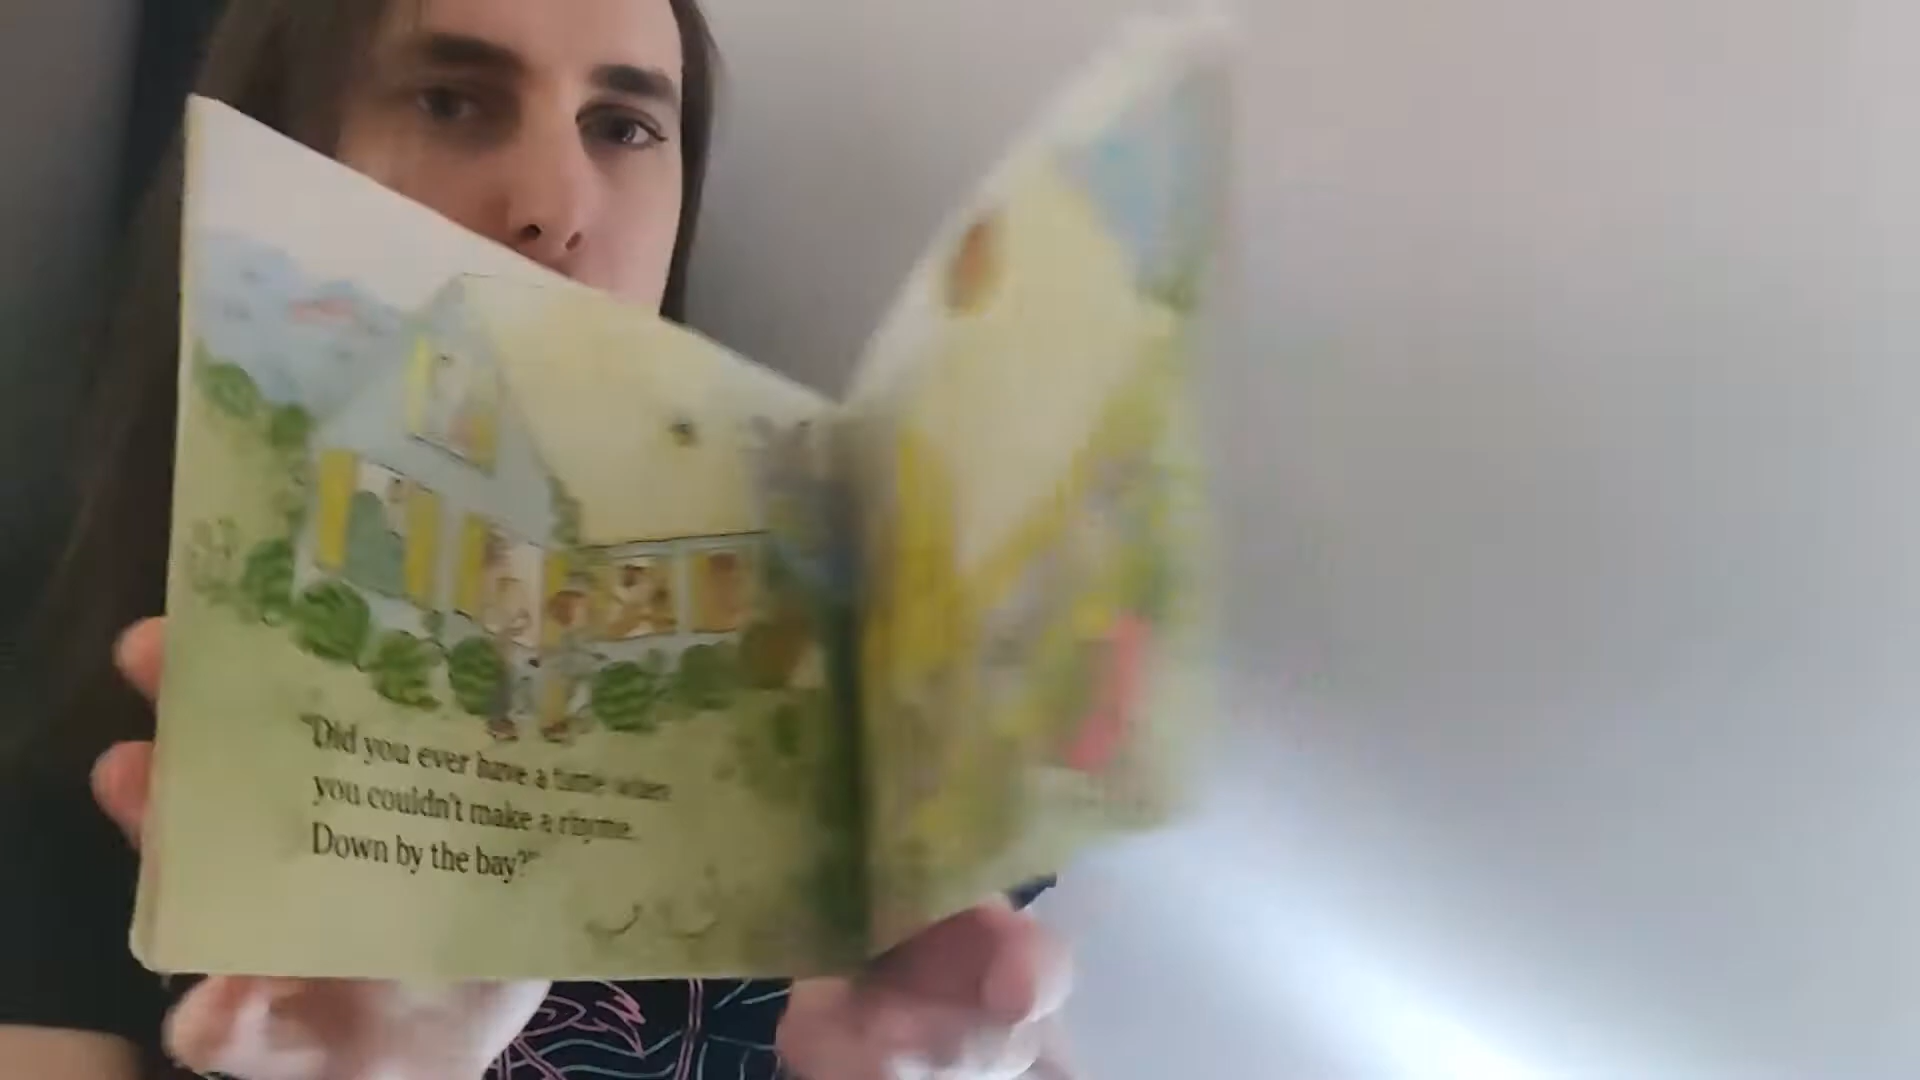 "Did you ever have a time when
you couldn't make a rhyme.
Down by the bay?"